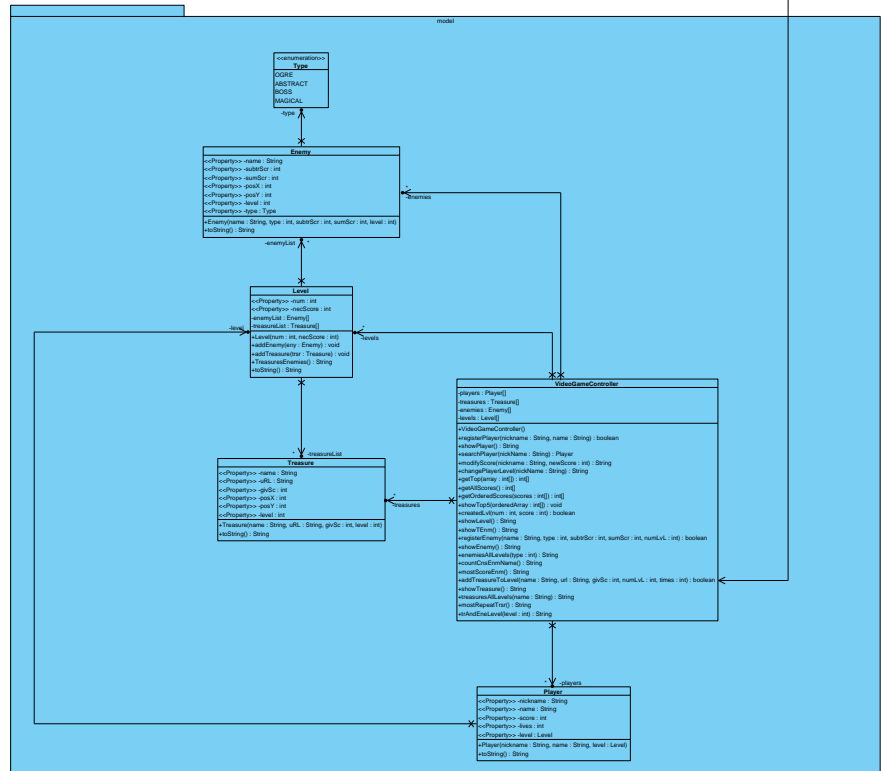 model
<<enumeration>>
Type
OGRE
ABSTRACT
BOSS
MAGICAL
-type
Enemy
<<Property>> -name : String
<<Property>> -subtrScr : int
<<Property>> -sumScr : int
<<Property>> -posX : int
<<Property>> -posY : int
<<Property>> -level : int
<<Property>> -type : Type
+Enemy(name : String, type : int, subtrScr : int, sumScr : int, level : int)
+toString() : String
*
-enemies
-enemyList *
Level
<<Property>> -num : int
<<Property>> -necScore : int
-enemyList : Enemy[]
-treasureList : Treasure[]
+Level(num : int, necScore : int)
+addEnemy(eny : Enemy) : void
+addTreasure(trsr : Treasure) : void
+TreasuresEnemies() : String
+toString() : String
-level
*
-levels
* -treasureList
Treasure
<<Property>> -name : String
<<Property>> -uRL : String
<<Property>> -givSc : int
<<Property>> -posX : int
<<Property>> -posY : int
<<Property>> -level : int
+Treasure(name : String, uRL : String, givSc : int, level : int)
+toString() : String
*
-treasures
VideoGameController
-players : Player[]
-treasures : Treasure[]
-enemies : Enemy[]
-levels : Level[]
+VideoGameController()
+registerPlayer(nickname : String, name : String) : boolean
+showPlayer() : String
+searchPlayer(nickName : String) : Player
+modifyScore(nickname : String, newScore : int) : String
+changePlayerLevel(nickName : String) : String
+getTop(array : int[]) : int[]
+getAllScores() : int[]
+getOrderedScores(scores : int[]) : int[]
+showTop5(orderedArray : int[]) : void
+createdLvl(num : int, score : int) : boolean
+showLevel() : String
+showTEnm() : String
+registerEnemy(name : String, type : int, subtrScr : int, sumScr : int, numLvL : int) : boolean
+showEnemy() : String
+enemiesAllLevels(type : int) : String
+countCnsEnmName() : String
+mostScoreEnm() : String
+addTreasureToLevel(name : String, url : String, givSc : int, numLvL : int, times : int) : boolean
+showTreasure() : String
+treasuresAllLevels(name : String) : String
+mostRepeatTrsr() : String
+trAndEneLevel(level : int) : String
* -players
Player
<<Property>> -nickname : String
<<Property>> -name : String
<<Property>> -score : int
<<Property>> -lives : int
<<Property>> -level : Level
+Player(nickname : String, name : String, level : Level)
+toString() : String